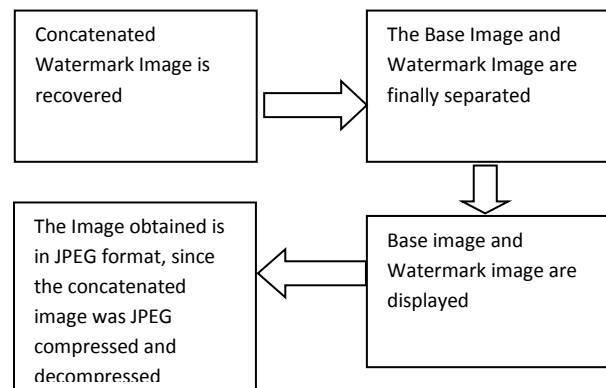 Concatenated
Watermark Image is
recovered
The Base Image and
Watermark Image are
finally separated
Base image and
Watermark image are
displayed
The Image obtained is
in JPEG format, since
the concatenated
image was JPEG
compressed and
decompressed